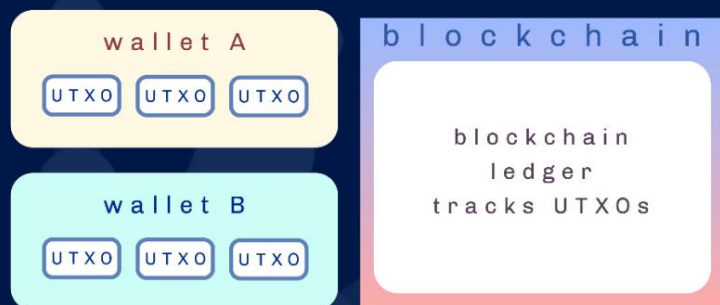 wallet A
UTXO UTXO UTXO
wallet B
UTXO UTXO UTXO
blockchain
blockchain
ledger
tracks UTXOs